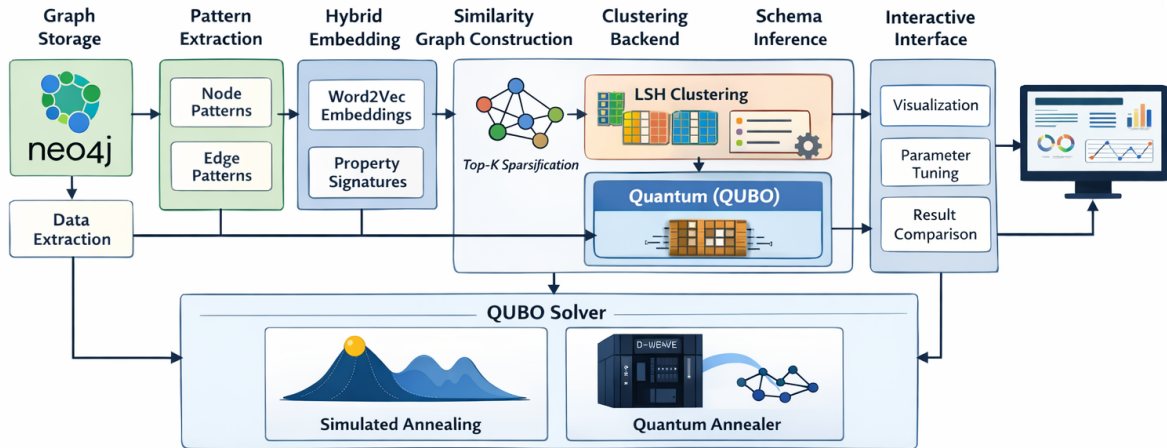 Graph
Storage
Pattern
Extraction
Hybrid
Embedding
Similarity
Graph Construction
Clustering
Backend
Schema
Inference
Interactive
Interface
neo4j
Data
Extraction
Node
Patterns
Edge
Patterns
Word2Vec
Embeddings
Property
Signatures
Top-K Sparsification
LSH Clustering
Quantum (QUBO)
Visualization
Parameter
Tuning
Result
Comparison
QUBO Solver
Simulated Annealing
D-WEAVE
Quantum Annealer